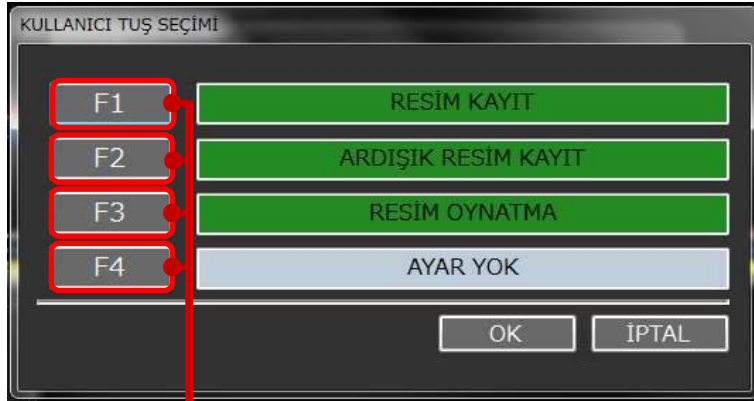 KULLANICI TUŞ SEÇİMİ
F1 RESİM KAYIT
F2 ARDIŞIK RESİM KAYIT
F3 RESİM OYNATMA
F4 AYAR YOK
OK İPTAL